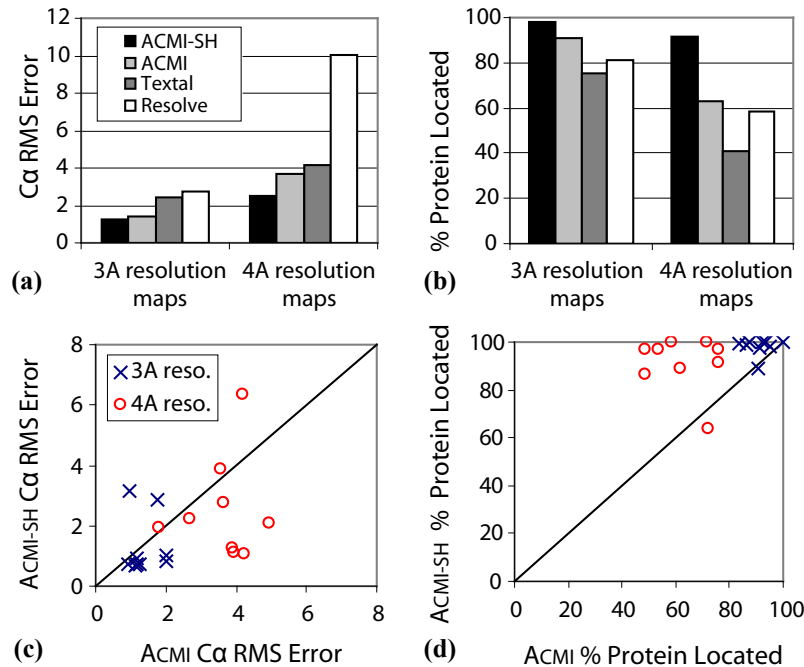 12
10
8
6
4
2
0
Cα RMS Error
ACMI-SH
ACMI
Textal
Resolve
3A resolution maps
4A resolution maps
(a)
100
80
60
40
20
0
% Protein Located
3A resolution maps
4A resolution maps
(b)
8
6
4
2
0
ACMI-SH Cα RMS Error
3A reso.
4A reso.
0 2 4 6 8
(c)
ACMI Cα RMS Error
100
80
60
40
20
0
ACMI-SH % Protein Located
0 20 40 60 80 100
(d)
ACMI % Protein Located